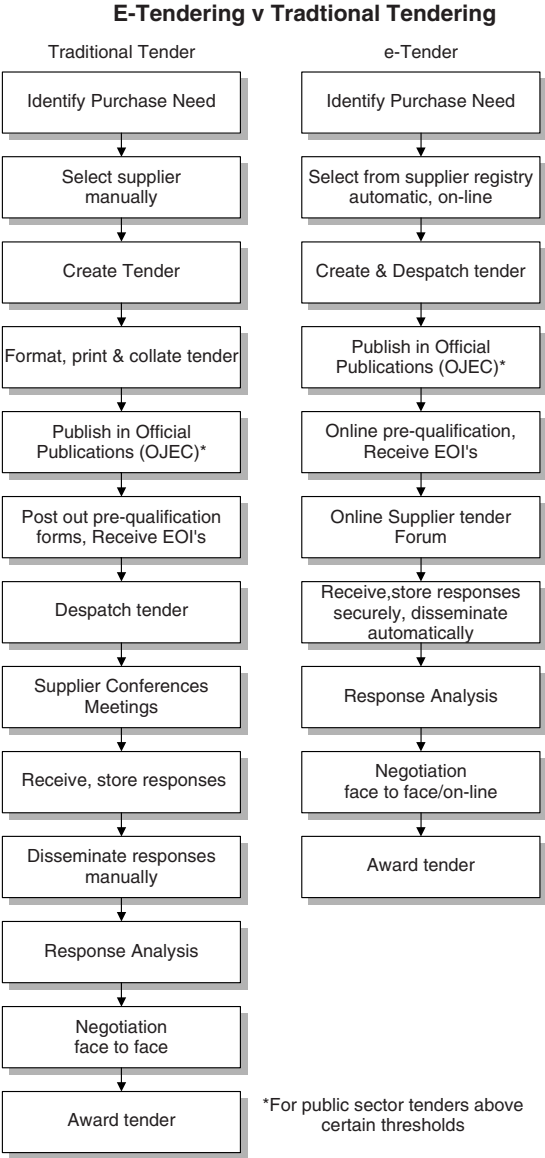 E-Tendering v Tradtional Tendering
Traditional Tender
Identify Purchase Need
Select supplier
manually
Create Tender
Format, print & collate tender
Publish in Official
Publications (OJEC)*
Post out pre-qualification
forms, Receive EOI's
Despatch tender
Supplier Conferences
Meetings
Receive, store responses
Disseminate responses
manually
Response Analysis
Negotiation
face to face
Award tender
e-Tender
Identify Purchase Need
Select from supplier registry
automatic, on-line
Create & Despatch tender
Publish in Official
Publications (OJEC)*
Online pre-qualification,
Receive EOI's
Online Supplier tender
Forum
Receive,store responses
securely, disseminate
automatically
Response Analysis
Negotiation
face to face/on-line
Award tender
*For public sector tenders above
certain thresholds